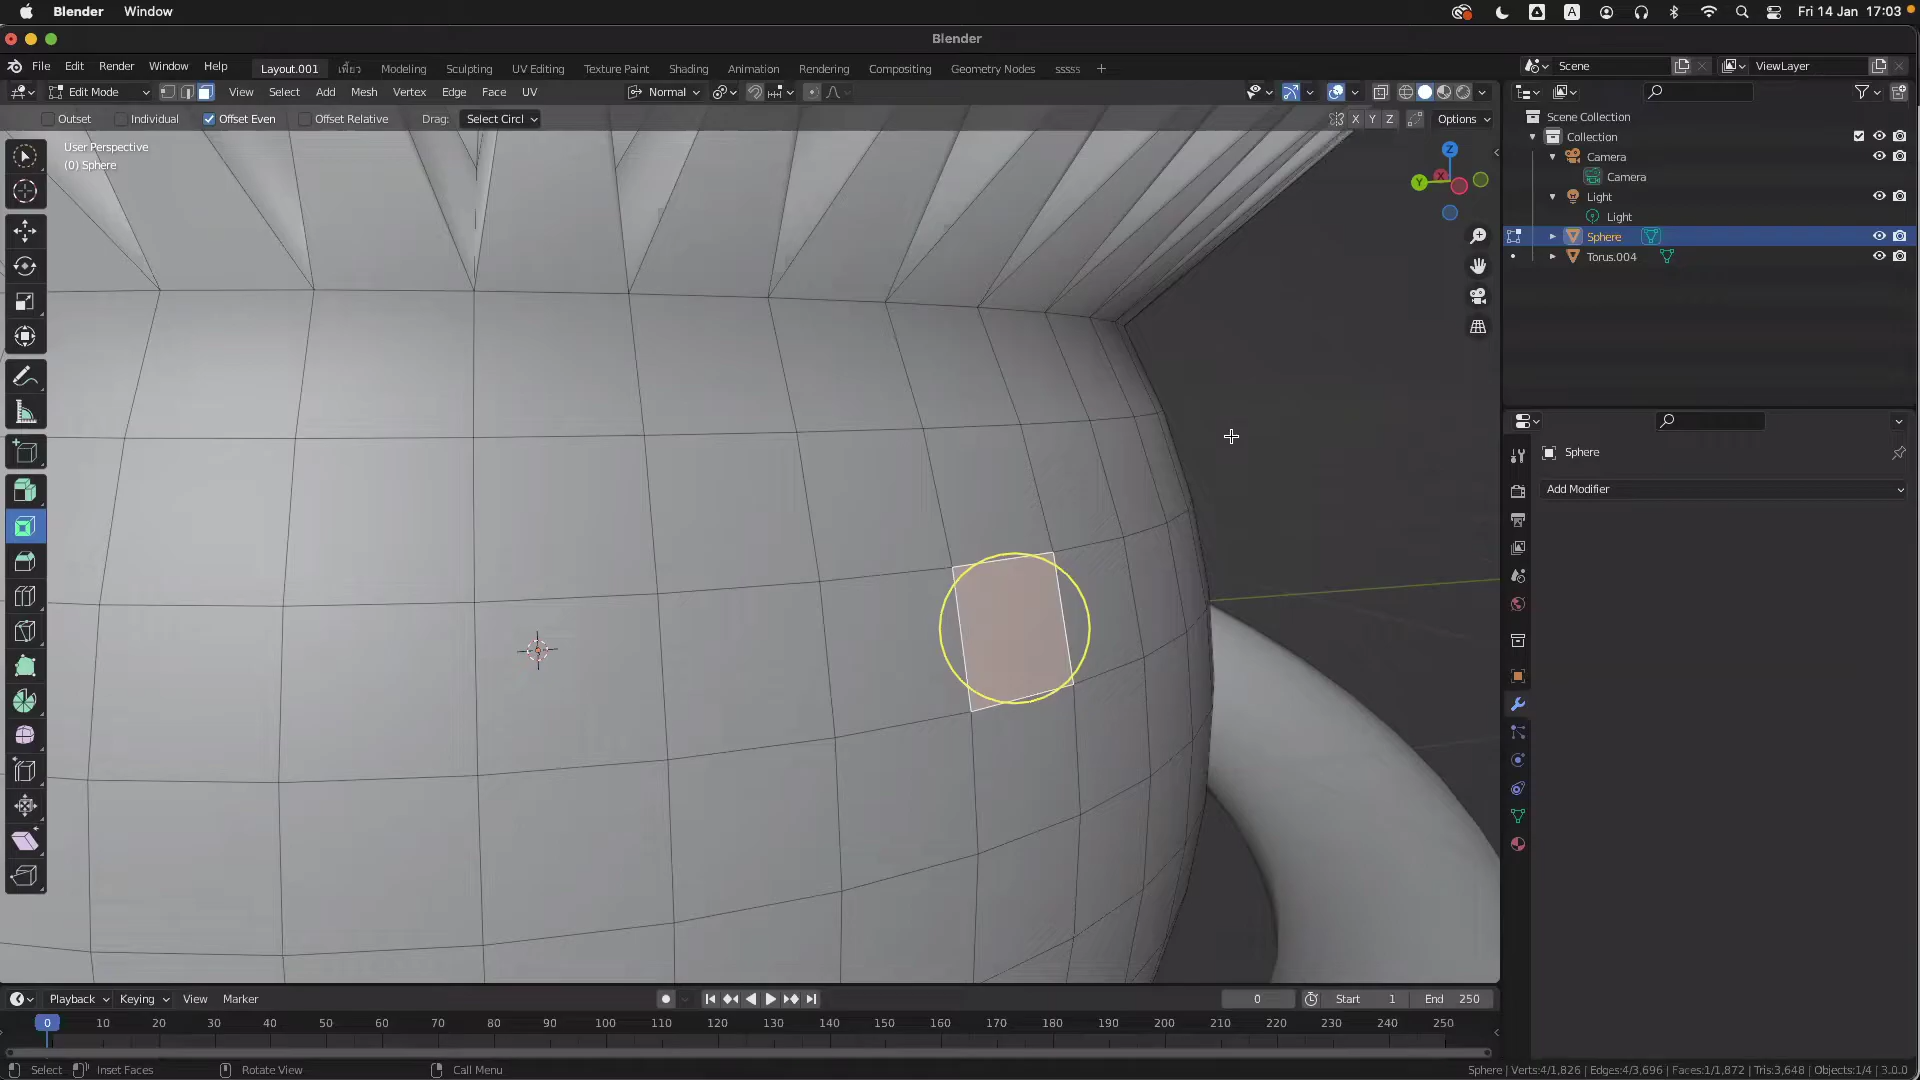 Blender Window
A Fri 14 Jan 17:03
Blender
File Edit Render Window Help Layout.001 เพี้ยว Modeling Sculpting UV Editing Texture Paint Shading Animation Rendering Compositing Geometry Nodes sssss Scene ViewLayer
Edit Mode View Select Add Mesh Vertex Edge Face UV Normal
Outset Individual Offset Even Offset Relative Drag: Select Circl X Y Z Options
User Perspective
(0) Sphere
Z
Y
X
Scene Collection
Collection
Camera
Camera
Light
Light
Sphere
Torus.004
Sphere
Add Modifier
Playback Keying View Marker 0 Start 1 End 250
0 10 20 30 40 50 60 70 80 90 100 110 120 130 140 150 160 170 180 190 200 210 220 230 240 250
Select Inset Faces Rotate View Call Menu Sphere | Verts:4/1,826 | Edges:4/3,696 | Faces:1/1,872 | Tris:3,648 | Objects:1/4 | 3.0.0